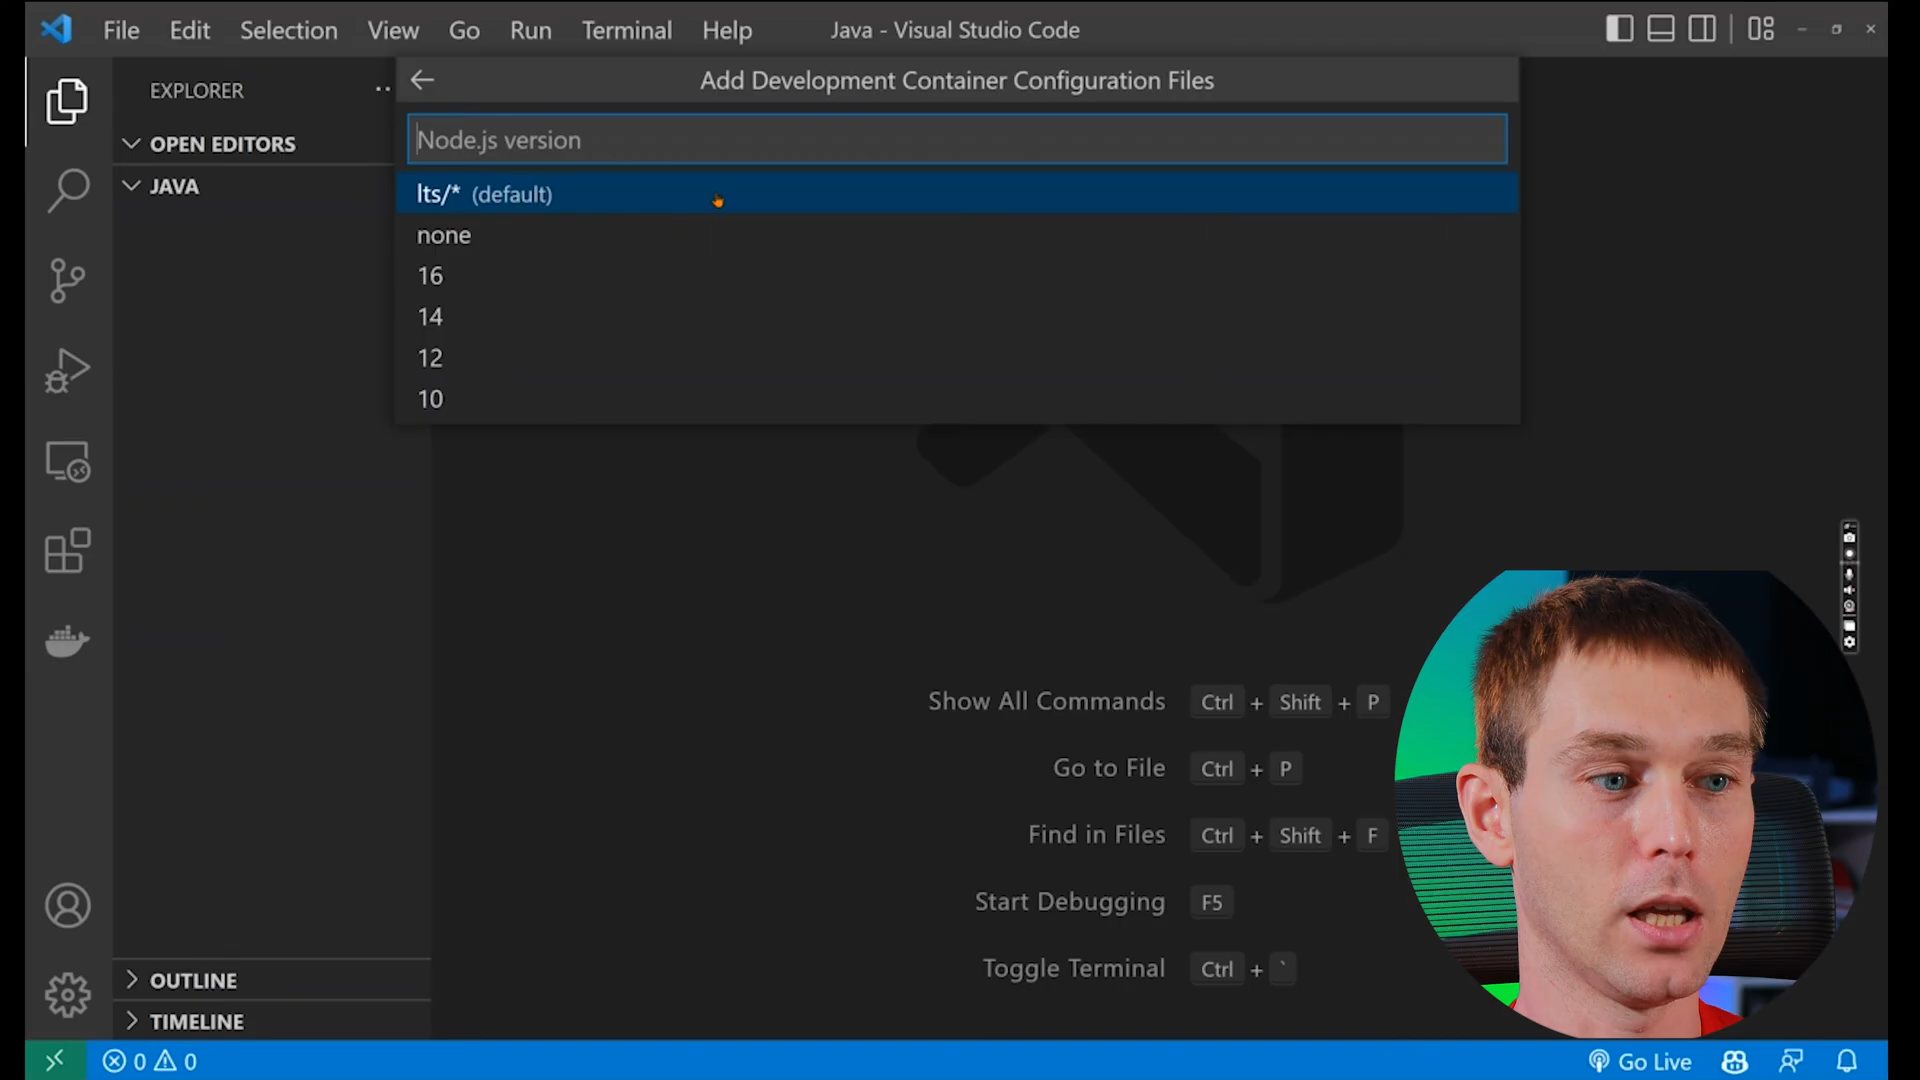 File Edit Selection View Go Run Terminal Help Java - Visual Studio Code
EXPLORER
OPEN EDITORS
JAVA
Add Development Container Configuration Files
Node.js version
lts/* (default)
none
16
14
12
10
Show All Commands Ctrl + Shift + P
Go to File Ctrl + P
Find in Files Ctrl + Shift + F
Start Debugging F5
Toggle Terminal Ctrl + `
OUTLINE
TIMELINE
0 0 Go Live